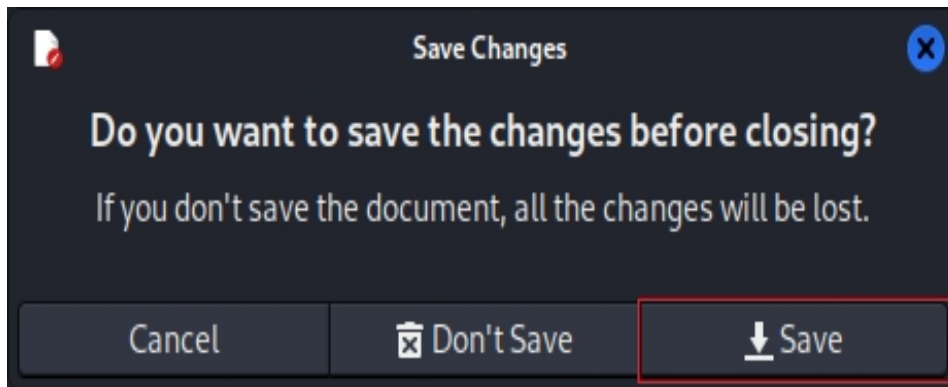 Save Changes
Do you want to save the changes before closing?
If you don't save the document, all the changes will be lost.
Cancel
Don't Save
Save